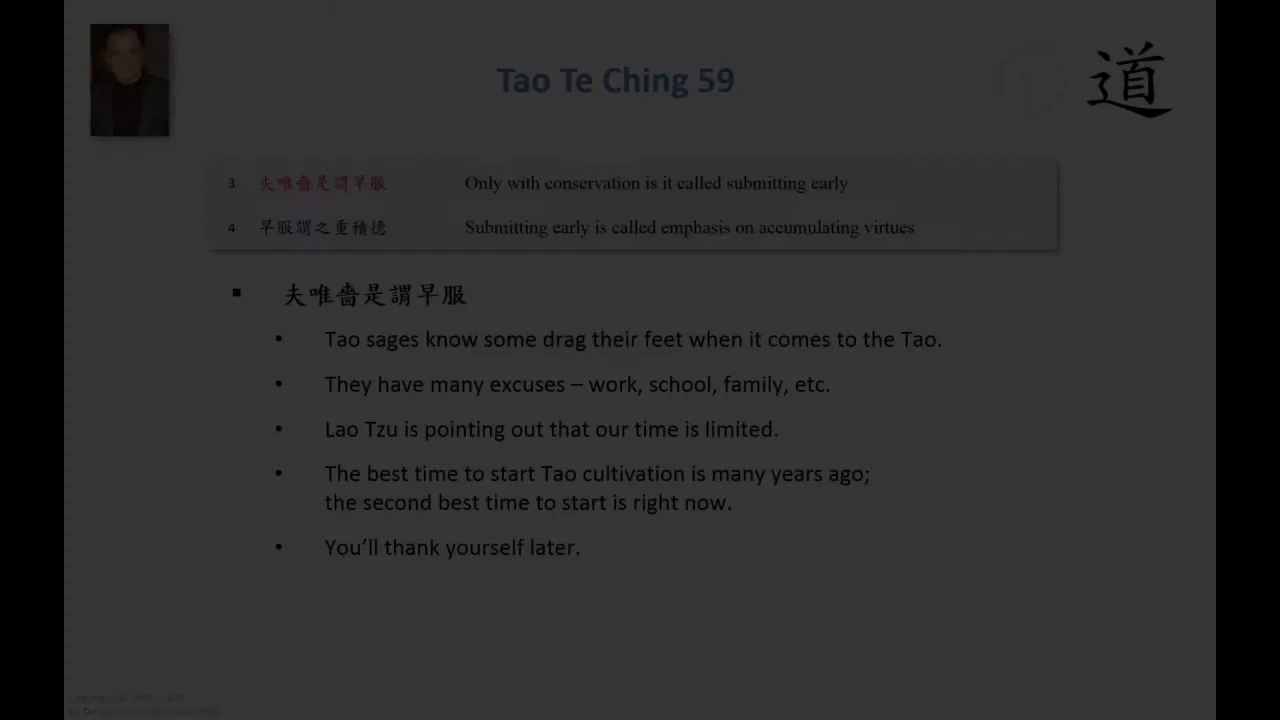 Tao Te Ching 59
道
3 夫唯嗇是謂早服 Only with conservation is it called submitting early
4 早服謂之重積德 Submitting early is called emphasis on accumulating virtues
▪ 夫唯嗇是謂早服
• Tao sages know some drag their feet when it comes to the Tao.
• They have many excuses – work, school, family, etc.
• Lao Tzu is pointing out that our time is limited.
• The best time to start Tao cultivation is many years ago;
the second best time to start is right now.
• You’ll thank yourself later.